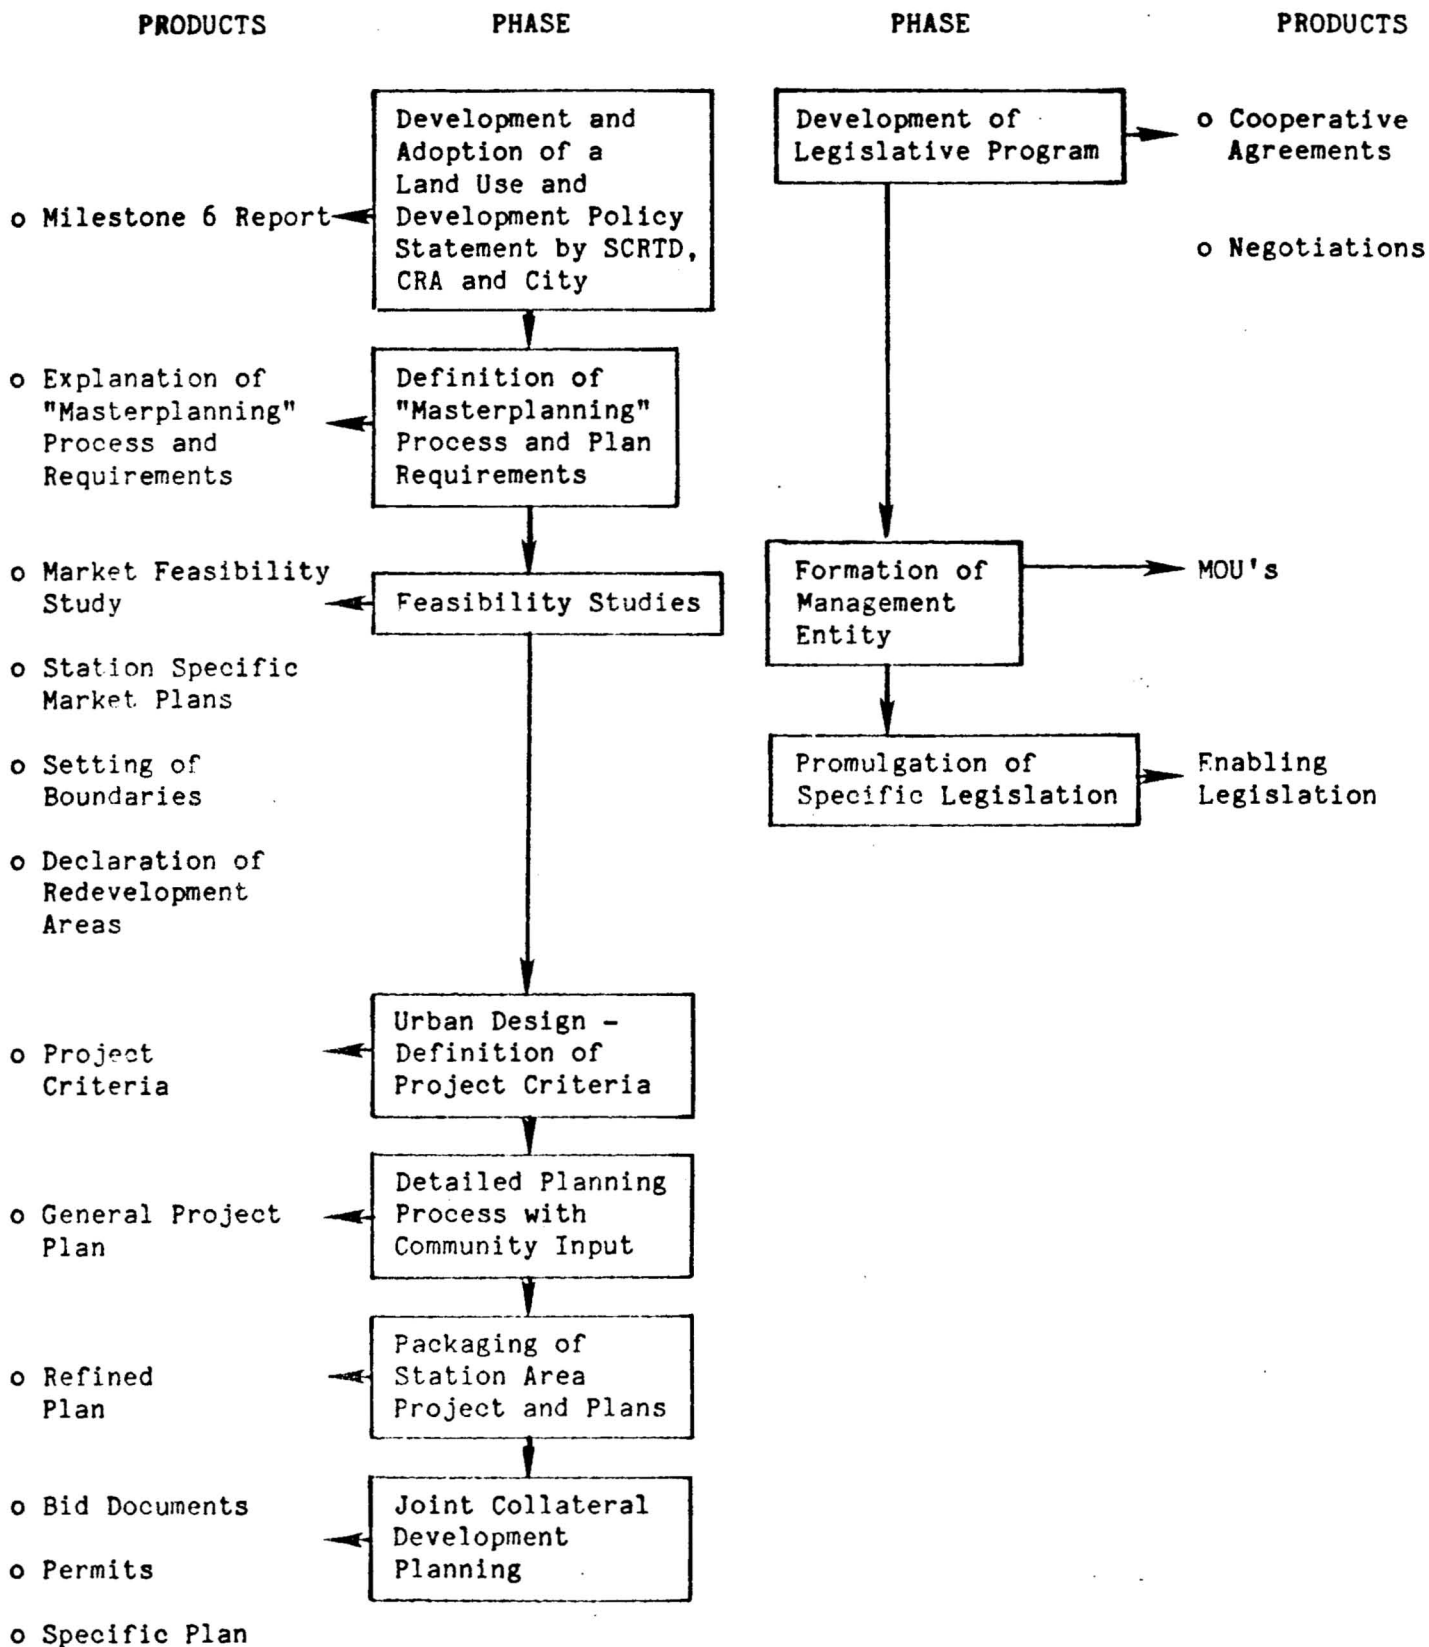 PRODUCTS PHASE PHASE PRODUCTS
Development and
Adoption of a
Land Use and
Development Policy
Statement by SCRTD,
CRA and City
o Milestone 6 Report
Definition of
"Masterplanning"
Process and Plan
Requirements
o Explanation of
"Masterplanning"
Process and
Requirements
Feasibility Studies
o Market Feasibility
Study
o Station Specific
Market Plans
o Setting of
Boundaries
o Declaration of
Redevelopment
Areas
Urban Design -
Definition of
Project Criteria
o Project
Criteria
Detailed Planning
Process with
Community Input
o General Project
Plan
Packaging of
Station Area
Project and Plans
o Refined
Plan
Joint Collateral
Development
Planning
o Bid Documents
o Permits
o Specific Plan
Development of
Legislative Program
o Cooperative
Agreements
o Negotiations
Formation of
Management
Entity
MOU's
Promulgation of
Specific Legislation
Enabling
Legislation